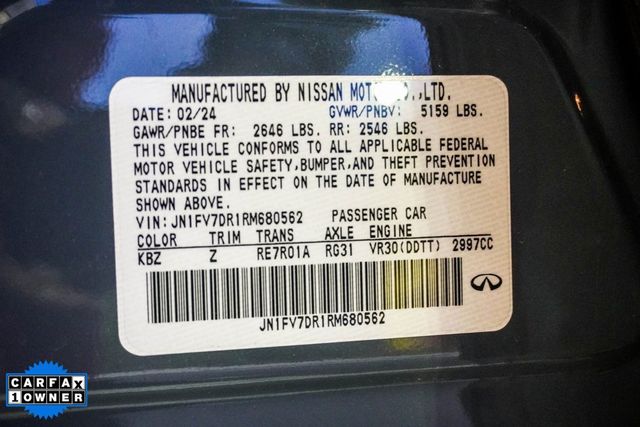 MANUFACTURED BY NISSAN MOTOR CO.,LTD.
DATE: 02/24 GVWR/PNBV: 5159 LBS.
GAWR/PNBE FR: 2646 LBS. RR: 2546 LBS.
THIS VEHICLE CONFORMS TO ALL APPLICABLE FEDERAL
MOTOR VEHICLE SAFETY,BUMPER,AND THEFT PREVENTION
STANDARDS IN EFFECT ON THE DATE OF MANUFACTURE
SHOWN ABOVE.
VIN:JN1FV7DR1RM680562 PASSENGER CAR
COLOR TRIM TRANS AXLE ENGINE
KBZ Z RE7R01A RG31 VR30(DDTT) 2997CC
JN1FV7DR1RM680562
CARFAX
1 OWNER